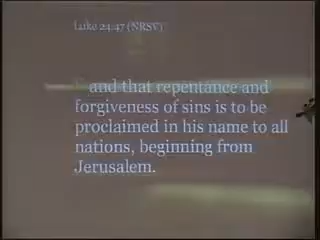 Luke 24:47 (NRSV)
and that repentance and
forgiveness of sins is to be
proclaimed in his name to all
nations, beginning from
Jerusalem.